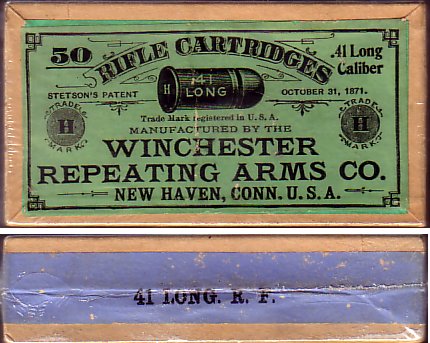 50 RIFLE CARTRIDGES .41 Long
Caliber
H 41
LONG
STETSON'S PATENT OCTOBER 31, 1871.
Trade Mark registered in U.S.A.
TRADE H MARK
MANUFACTURED BY THE
TRADE H MARK
WINCHESTER
REPEATING ARMS CO.
NEW HAVEN, CONN. U.S.A.
41 LONG. R. F.